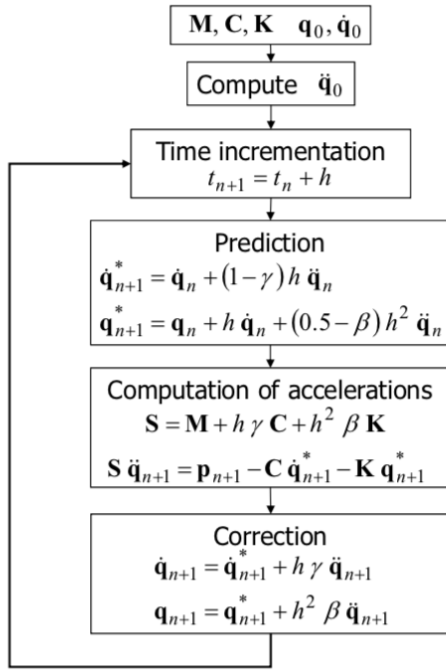 M, C, K q₀, q̇₀
Compute q̈₀
Time incrementation
tₙ₊₁ = tₙ + h
Prediction
q̇*ₙ₊₁ = q̇ₙ + (1 − γ) h q̈ₙ
q*ₙ₊₁ = qₙ + h q̇ₙ + (0.5 − β) h² q̈ₙ
Computation of accelerations
S = M + h γ C + h² β K
S q̈ₙ₊₁ = pₙ₊₁ − C q̇*ₙ₊₁ − K q*ₙ₊₁
Correction
q̇ₙ₊₁ = q̇*ₙ₊₁ + h γ q̈ₙ₊₁
qₙ₊₁ = q*ₙ₊₁ + h² β q̈ₙ₊₁